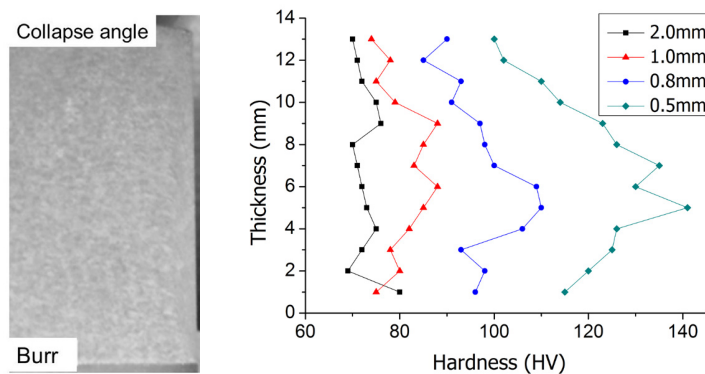 Collapse angle
Burr
14
12
10
8
6
4
2
0
Thickness (mm)
60
80
100
120
140
Hardness (HV)
2.0mm
1.0mm
0.8mm
0.5mm